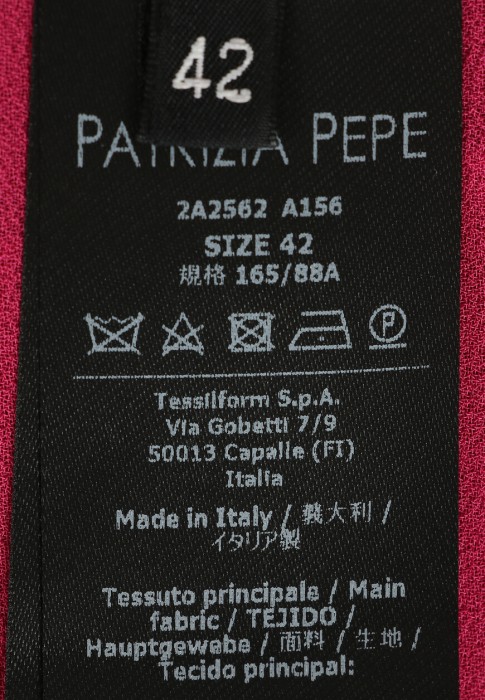 42
PATRIZIA PEPE
2A2562 A156
SIZE 42
規格 165/88A
P
Tessilform S.p.A.
Via Gobetti 7/9
50013 Capalle (FI)
Italia
Made in Italy / 義大利 /
イタリア製
Tessuto principale / Main
fabric / TEJIDO /
Hauptgewebe / 面料 / 生地 /
Tecido principal: